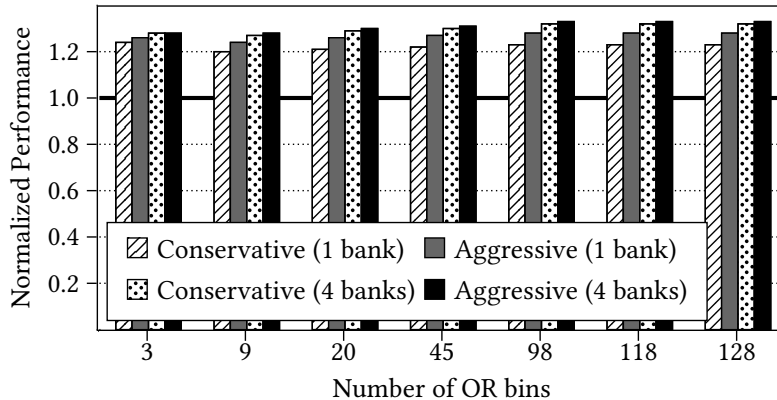 Normalized Performance
1.2
1.0
0.8
0.6
0.4
0.2
Conservative (1 bank) Aggressive (1 bank)
Conservative (4 banks) Aggressive (4 banks)
3 9 20 45 98 118 128
Number of OR bins